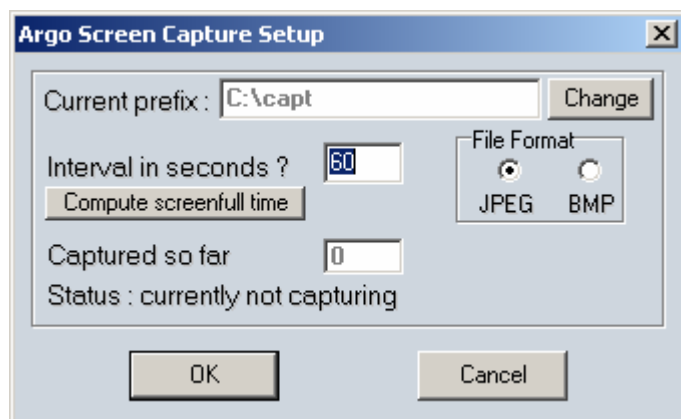 Argo Screen Capture Setup
Current prefix : C:\capt Change
Interval in seconds ? 60
File Format
JPEG BMP
Compute screenfull time
Captured so far 0
Status : currently not capturing
OK Cancel